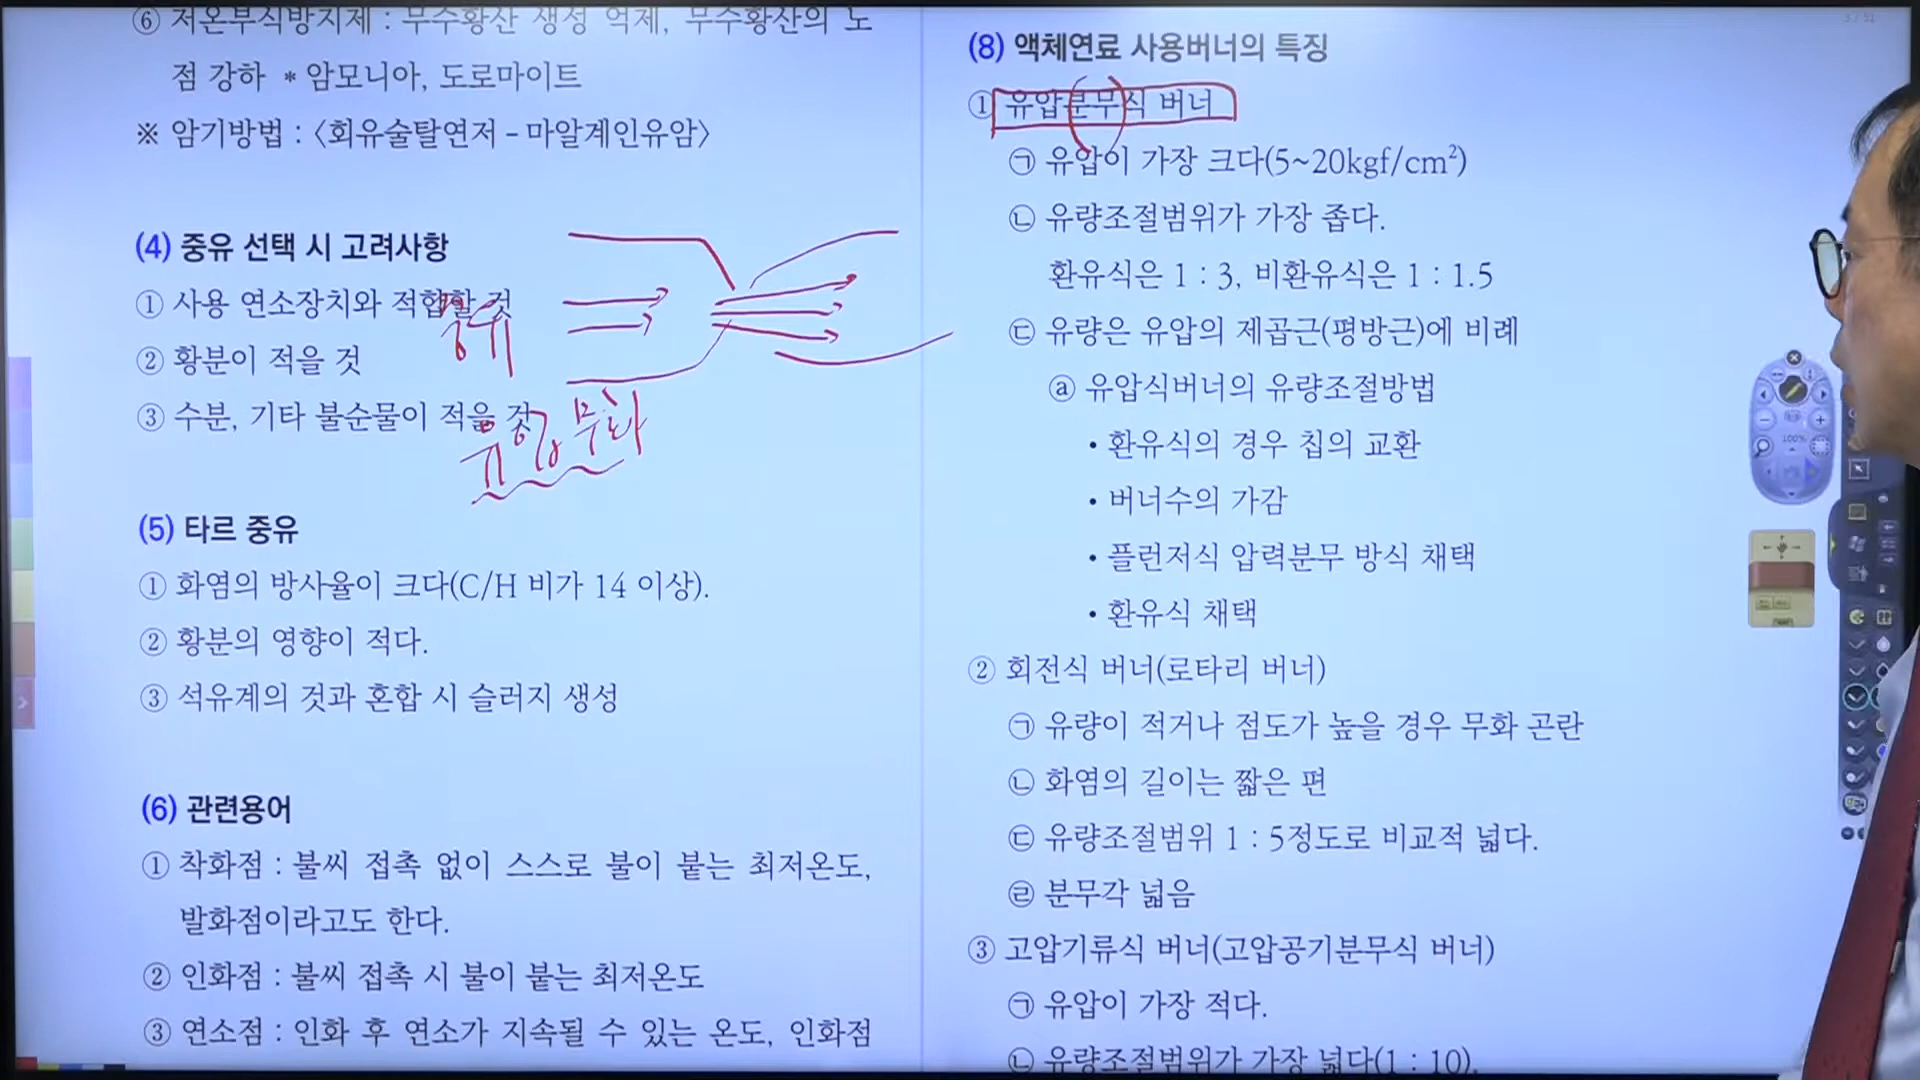 ⑥ 저온부식방지제 : 무수황산 생성 억제, 무수황산의 노
점 강하 * 암모니아, 도로마이트
※ 암기방법 : 〈회유술탈연저 – 마알계인유암〉
(4) 중유 선택 시 고려사항
① 사용 연소장치와 적합할 것
중유
② 황분이 적을 것
③ 수분, 기타 불순물이 적을 것
유압 무화
(5) 타르 중유
① 화염의 방사율이 크다(C/H 비가 14 이상).
② 황분의 영향이 적다.
③ 석유계의 것과 혼합 시 슬러지 생성
(6) 관련용어
① 착화점 : 불씨 접촉 없이 스스로 불이 붙는 최저온도,
발화점이라고도 한다.
② 인화점 : 불씨 접촉 시 불이 붙는 최저온도
③ 연소점 : 인화 후 연소가 지속될 수 있는 온도, 인화점
(8) 액체연료 사용버너의 특징
① 유압분무식 버너
㉠ 유압이 가장 크다(5~20kgf/cm²)
㉡ 유량조절범위가 가장 좁다.
환유식은 1 : 3, 비환유식은 1 : 1.5
㉢ 유량은 유압의 제곱근(평방근)에 비례
ⓐ 유압식버너의 유량조절방법
• 환유식의 경우 칩의 교환
• 버너수의 가감
• 플런저식 압력분무 방식 채택
• 환유식 채택
② 회전식 버너(로타리 버너)
㉠ 유량이 적거나 점도가 높을 경우 무화 곤란
㉡ 화염의 길이는 짧은 편
㉢ 유량조절범위 1 : 5정도로 비교적 넓다.
㉣ 분무각 넓음
③ 고압기류식 버너(고압공기분무식 버너)
㉠ 유압이 가장 적다.
㉡ 유량조절범위가 가장 넓다(1 : 10).
100%